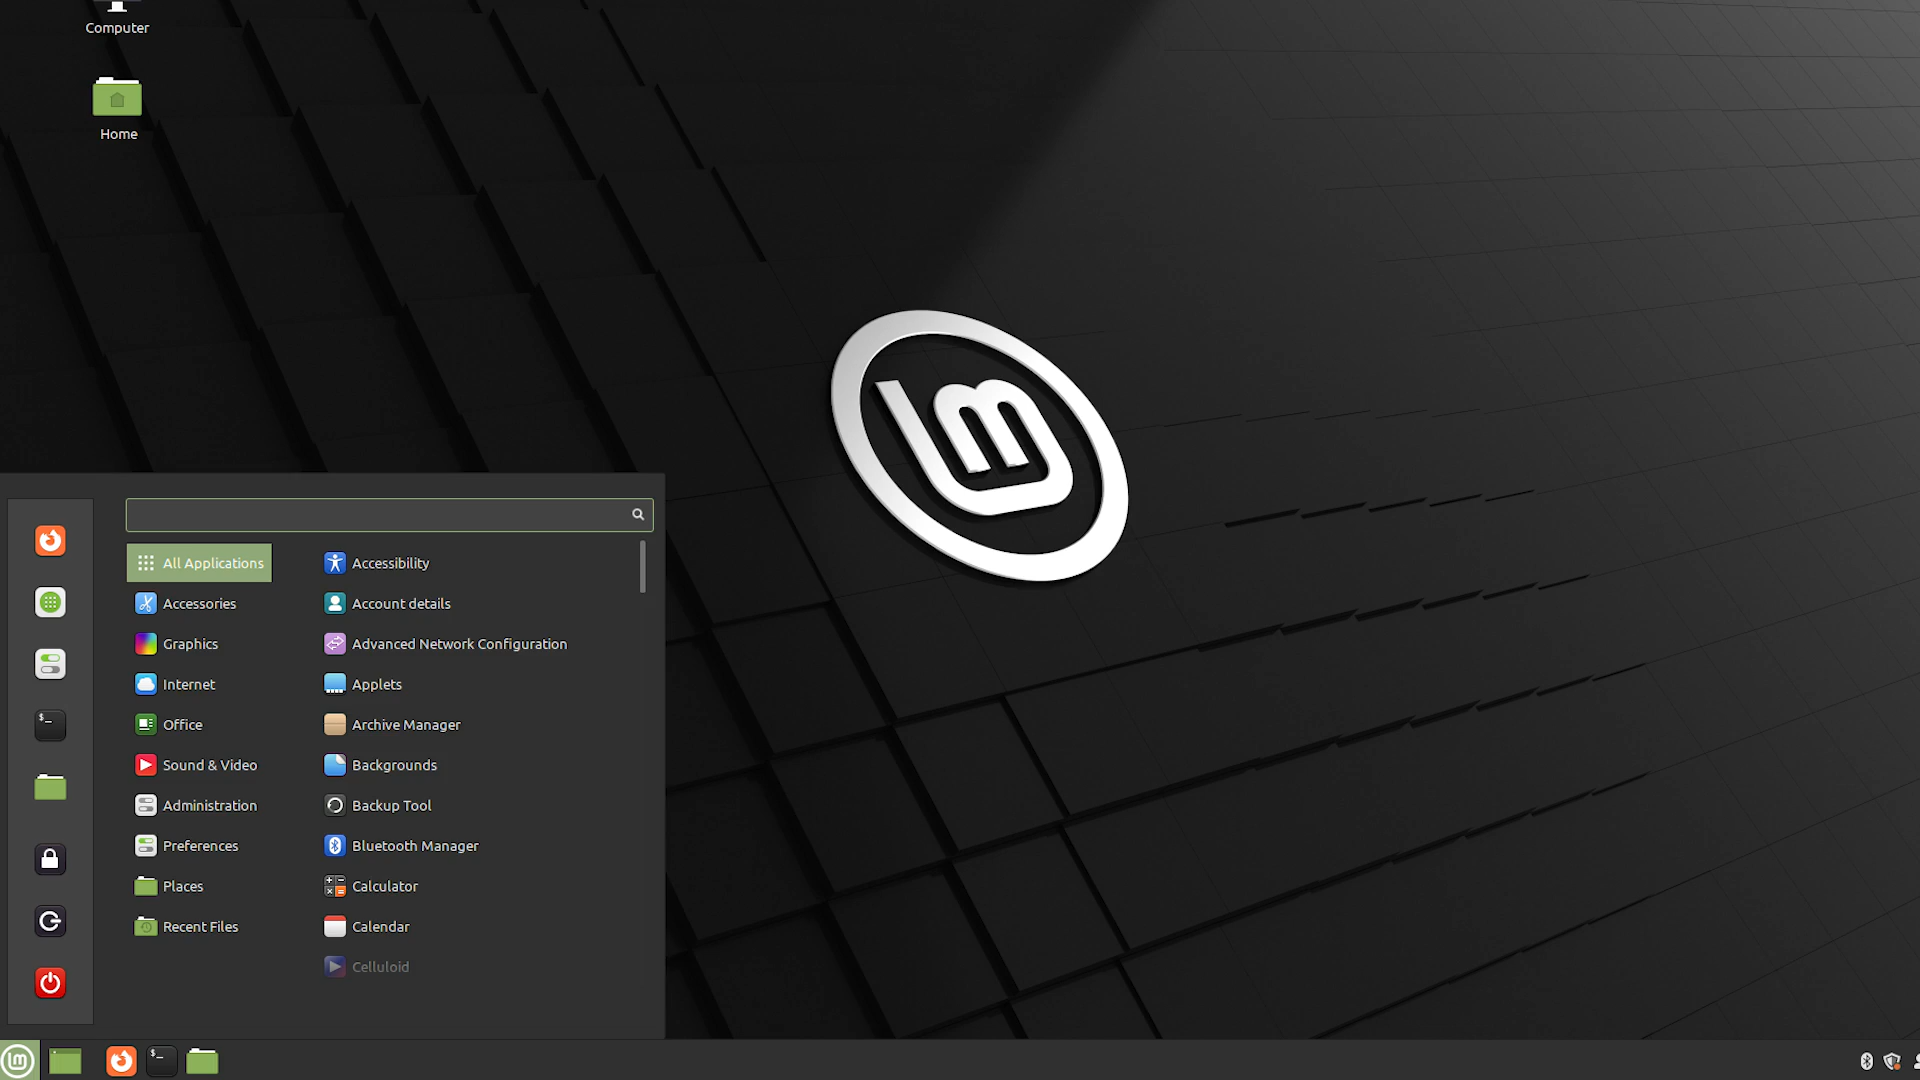 Computer
Home
All Applications
Accessories
Graphics
Internet
Office
Sound & Video
Administration
Preferences
Places
Recent Files
Accessibility
Account details
Advanced Network Configuration
Applets
Archive Manager
Backgrounds
Backup Tool
Bluetooth Manager
Calculator
Calendar
Celluloid